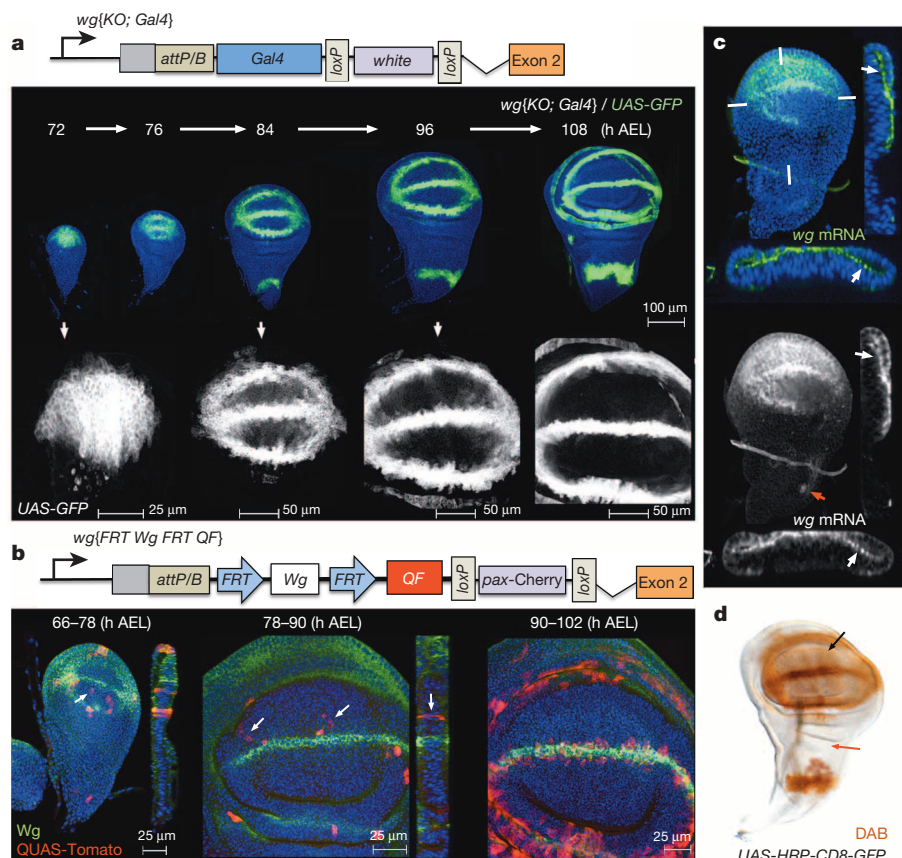 a
wg{KO; Gal4}
attP/B Gal4 loxP white loxP Exon 2
wg{KO; Gal4} / UAS-GFP
72 76 84 96 108 (h AEL)
100 μm
UAS-GFP
25 μm 50 μm 50 μm 50 μm
b
wg{FRT Wg FRT QF}
attP/B FRT Wg FRT QF loxP pax-Cherry loxP Exon 2
66–78 (h AEL) 78–90 (h AEL) 90–102 (h AEL)
Wg
QUAS-Tomato
25 μm 25 μm 25 μm
c
wg mRNA
wg mRNA
d
DAB
UAS-HRP-CD8-GFP